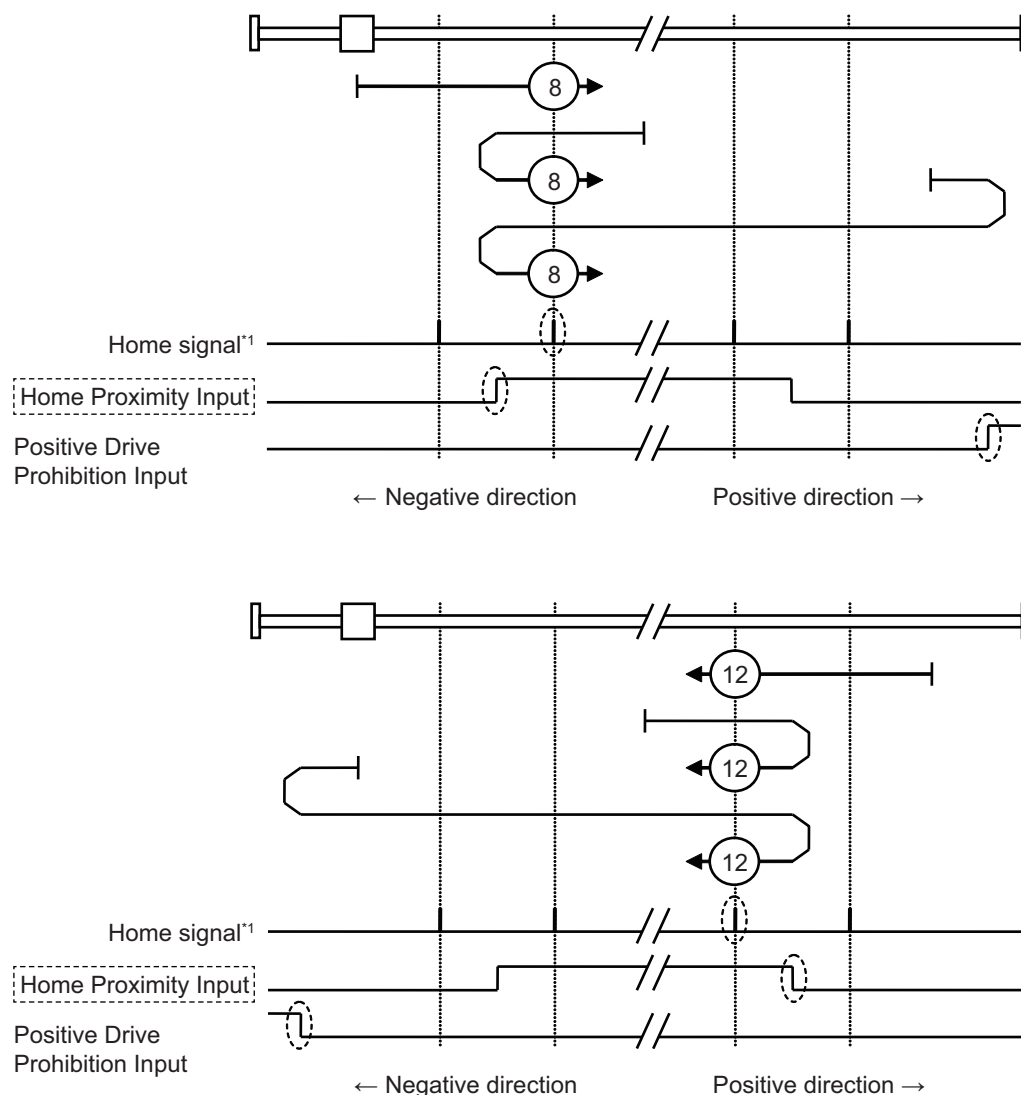 8
8
8
Home signal*1
Home Proximity Input
Positive Drive
Prohibition Input
← Negative direction
Positive direction →
12
12
12
Home signal*1
Home Proximity Input
Positive Drive
Prohibition Input
← Negative direction
Positive direction →